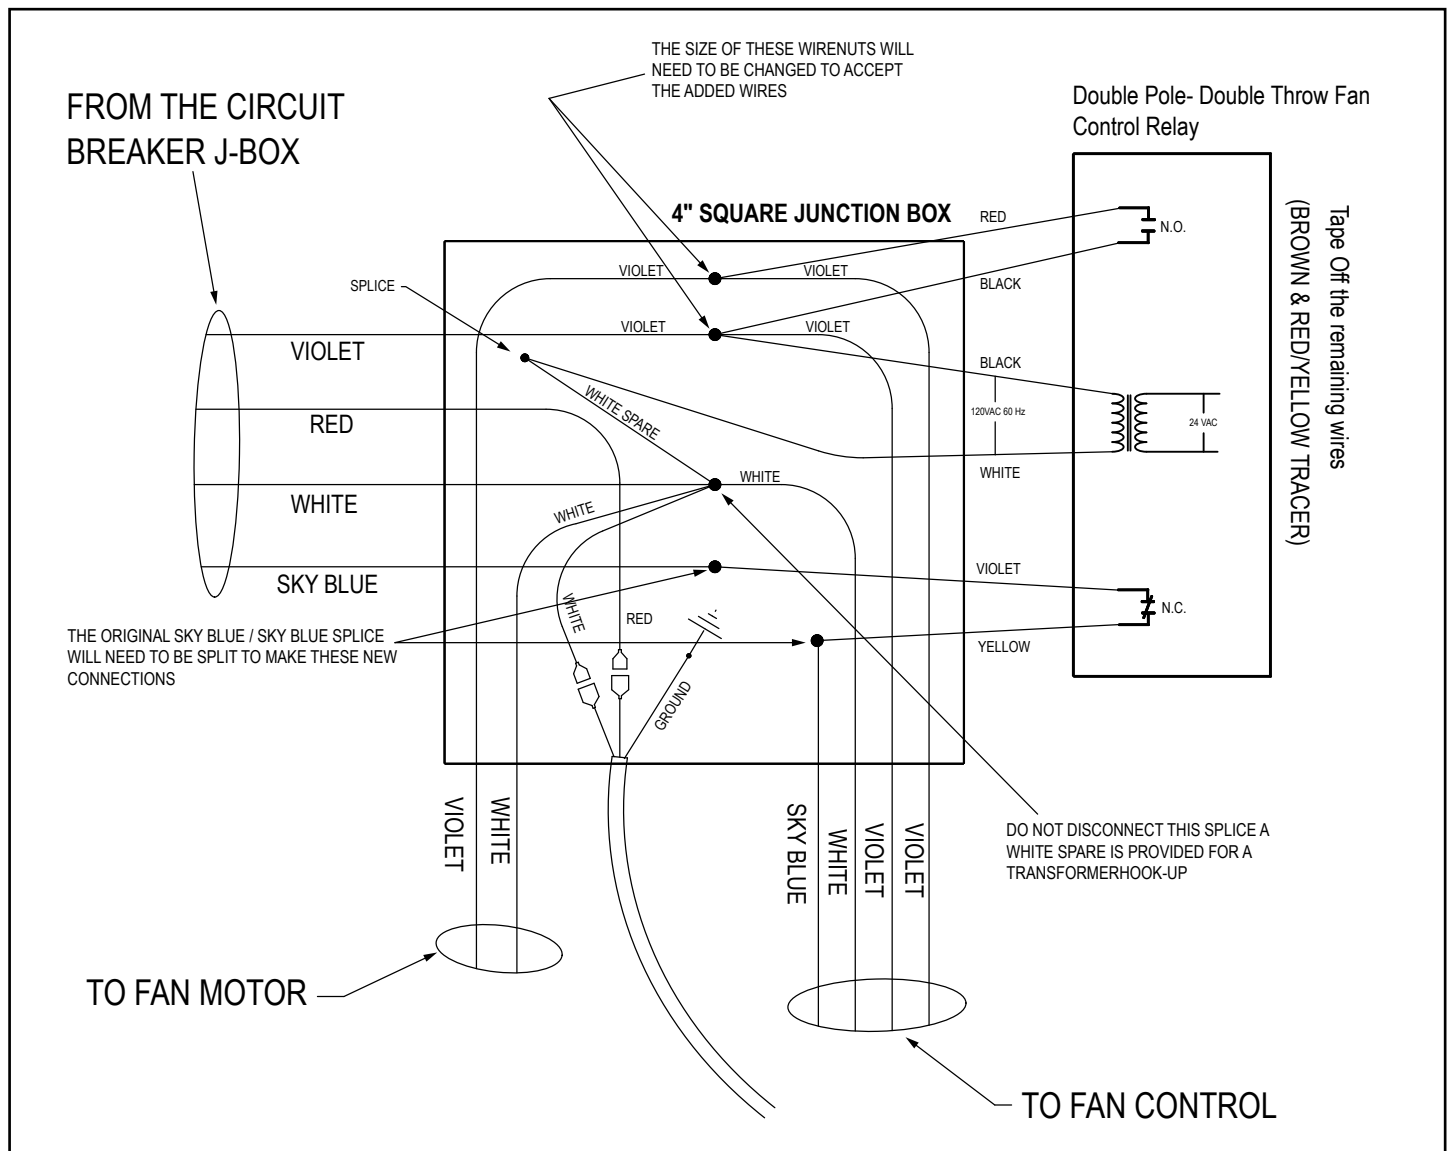 THE SIZE OF THESE WIRENUTS WILL
NEED TO BE CHANGED TO ACCEPT
THE ADDED WIRES
FROM THE CIRCUIT
BREAKER J-BOX
Double Pole- Double Throw Fan
Control Relay
4" SQUARE JUNCTION BOX
RED
N.O.
VIOLET
VIOLET
SPLICE
BLACK
VIOLET
VIOLET
VIOLET
BLACK
WHITE SPARE
120VAC 60 Hz
24 VAC
RED
WHITE
WHITE
WHITE
WHITE
SKY BLUE
VIOLET
N.C.
WHITE
RED
THE ORIGINAL SKY BLUE / SKY BLUE SPLICE
WILL NEED TO BE SPLIT TO MAKE THESE NEW
CONNECTIONS
YELLOW
GROUND
Tape Off the remaining wires
(BROWN & RED/YELLOW TRACER)
VIOLET
WHITE
SKY BLUE
WHITE
VIOLET
VIOLET
DO NOT DISCONNECT THIS SPLICE A
WHITE SPARE IS PROVIDED FOR A
TRANSFORMERHOOK-UP
TO FAN MOTOR
TO FAN CONTROL